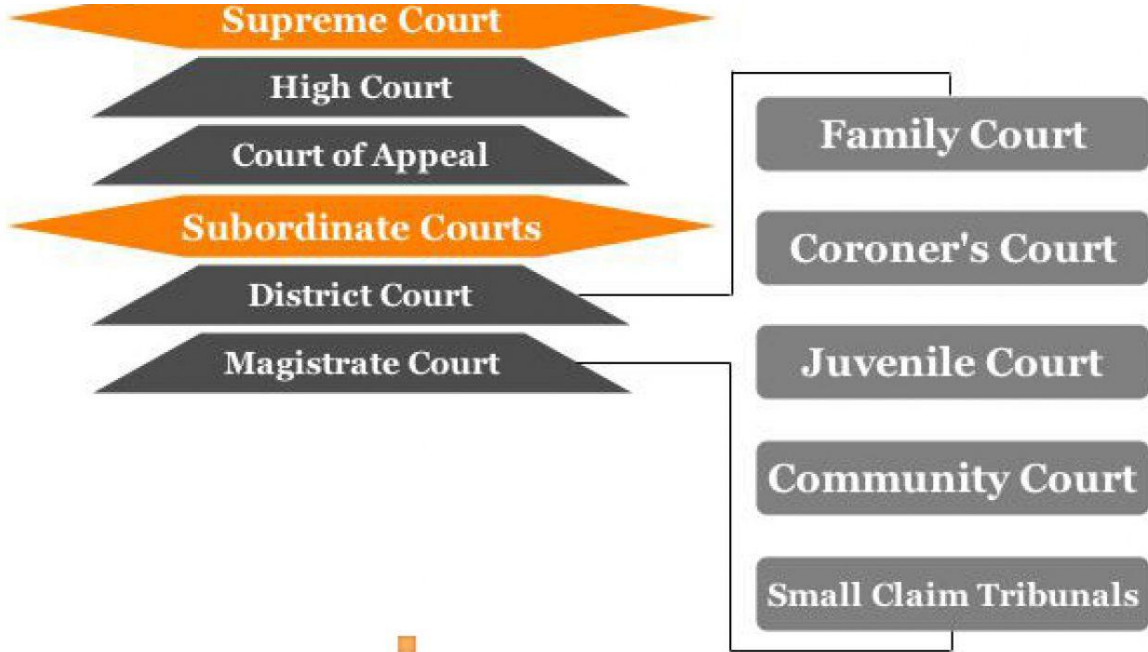 Supreme Court
High Court
Court of Appeal
Subordinate Courts
District Court
Magistrate Court
Family Court
Coroner's Court
Juvenile Court
Community Court
Small Claim Tribunals